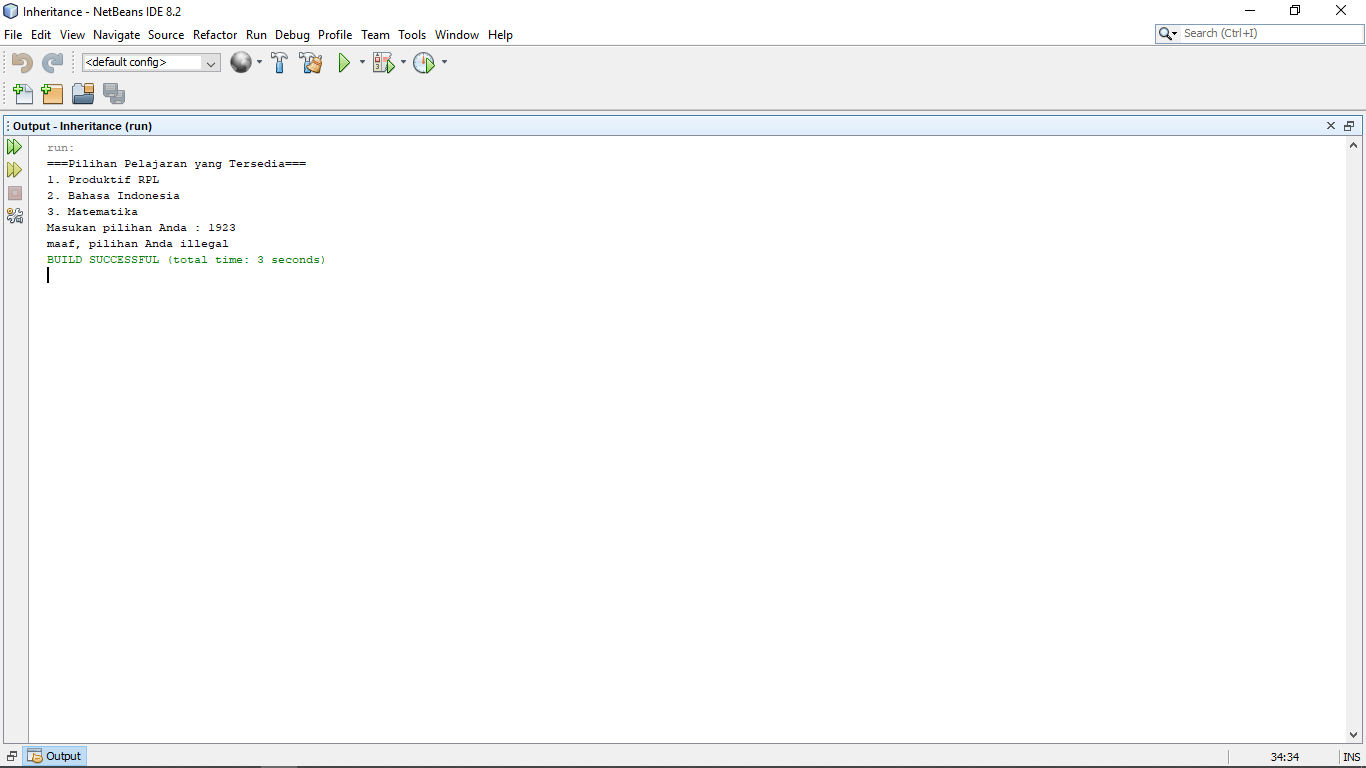 Inheritance - NetBeans IDE 8.2
File Edit View Navigate Source Refactor Run Debug Profile Team Tools Window Help
Search (Ctrl+I)
<default config>
Output - Inheritance (run)
run:
===Pilihan Pelajaran yang Tersedia===
1. Produktif RPL
2. Bahasa Indonesia
3. Matematika
Masukan pilihan Anda : 1923
maaf, pilihan Anda illegal
BUILD SUCCESSFUL (total time: 3 seconds)
Output
34:34 INS